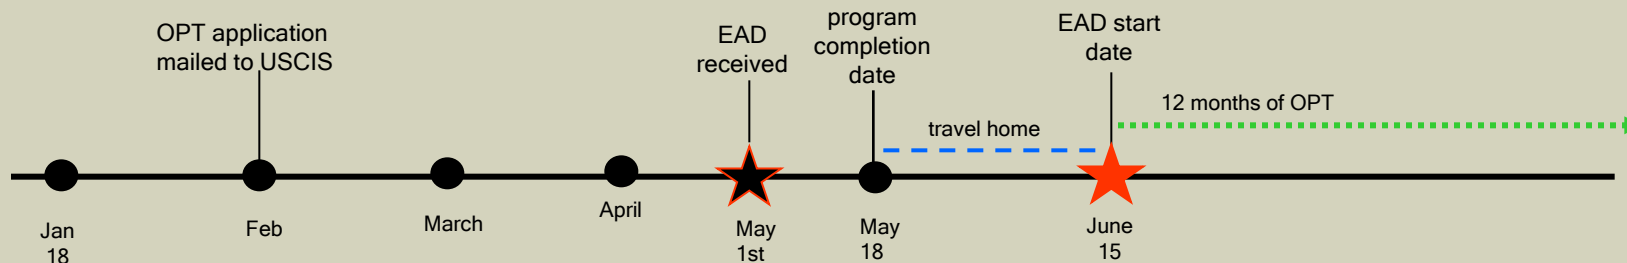 OPT application
mailed to USCIS
EAD
received
program
completion
date
EAD start
date
12 months of OPT
travel home
Jan
18
Feb
March
April
May
1st
May
18
June
15